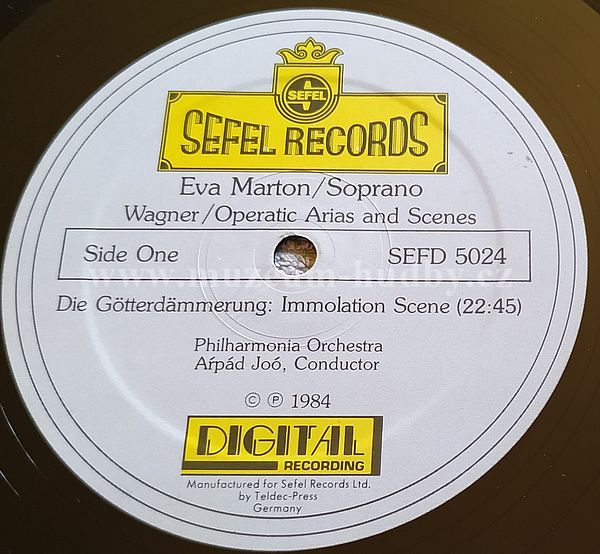 SEFEL
SEFEL RECORDS
Eva Marton/Soprano
Wagner/Operatic Arias and Scenes
Side One SEFD 5024
www.muzeum-hudby.cz
Die Götterdämmerung: Immolation Scene (22:45)
Philharmonia Orchestra
Aŕpád Joó, Conductor
© ℗ 1984
DIGITAL
RECORDING
Manufactured for Sefel Records Ltd.
by Teldec-Press
Germany